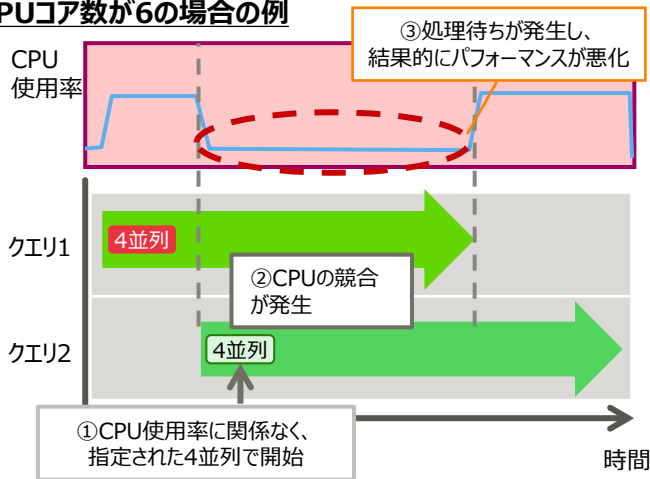 PUコア数が6の場合の例
③処理待ちが発生し、
結果的にパフォーマンスが悪化
CPU
使用率
クエリ1
4並列
②CPUの競合
が発生
クエリ2
4並列
①CPU使用率に関係なく、
指定された4並列で開始
時間